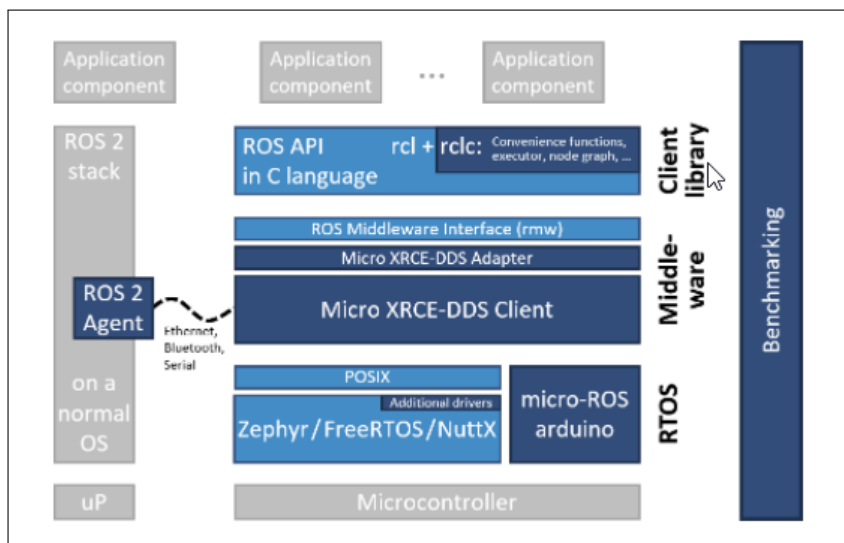 Application
component
Application
component
...
Application
component
ROS 2
stack
ROS 2
Agent
on a
normal
OS
uP
Ethernet,
Bluetooth,
Serial
ROS API
in C language
rcl + rclc:
Convenience functions,
executor, node graph, ...
ROS Middleware Interface (rmw)
Micro XRCE-DDS Adapter
Micro XRCE-DDS Client
POSIX
Additional drivers
Zephyr/FreeRTOS/NuttX
micro-ROS
arduino
Microcontroller
Client
library
Middle-
ware
RTOS
Benchmarking